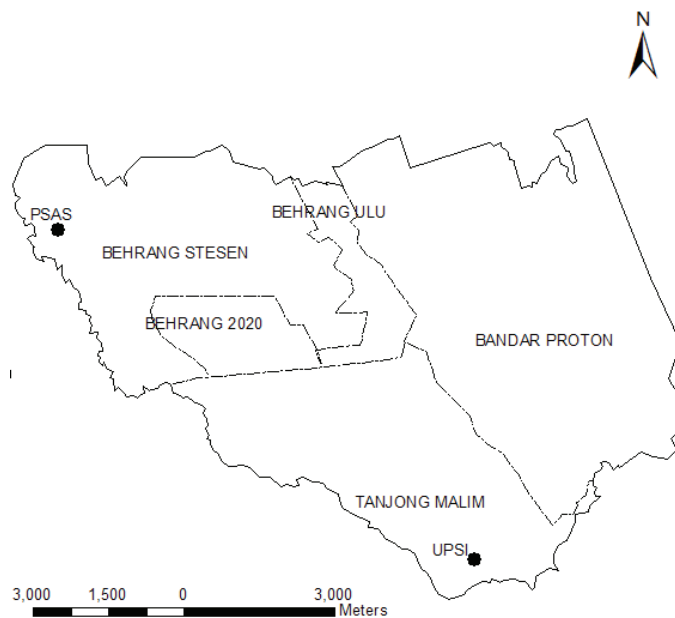 N
PSAS
BEHRANG ULU
BEHRANG STESEN
BEHRANG 2020
BANDAR PROTON
TANJONG MALIM
UPSI
3,000 1,500 0 3,000
Meters